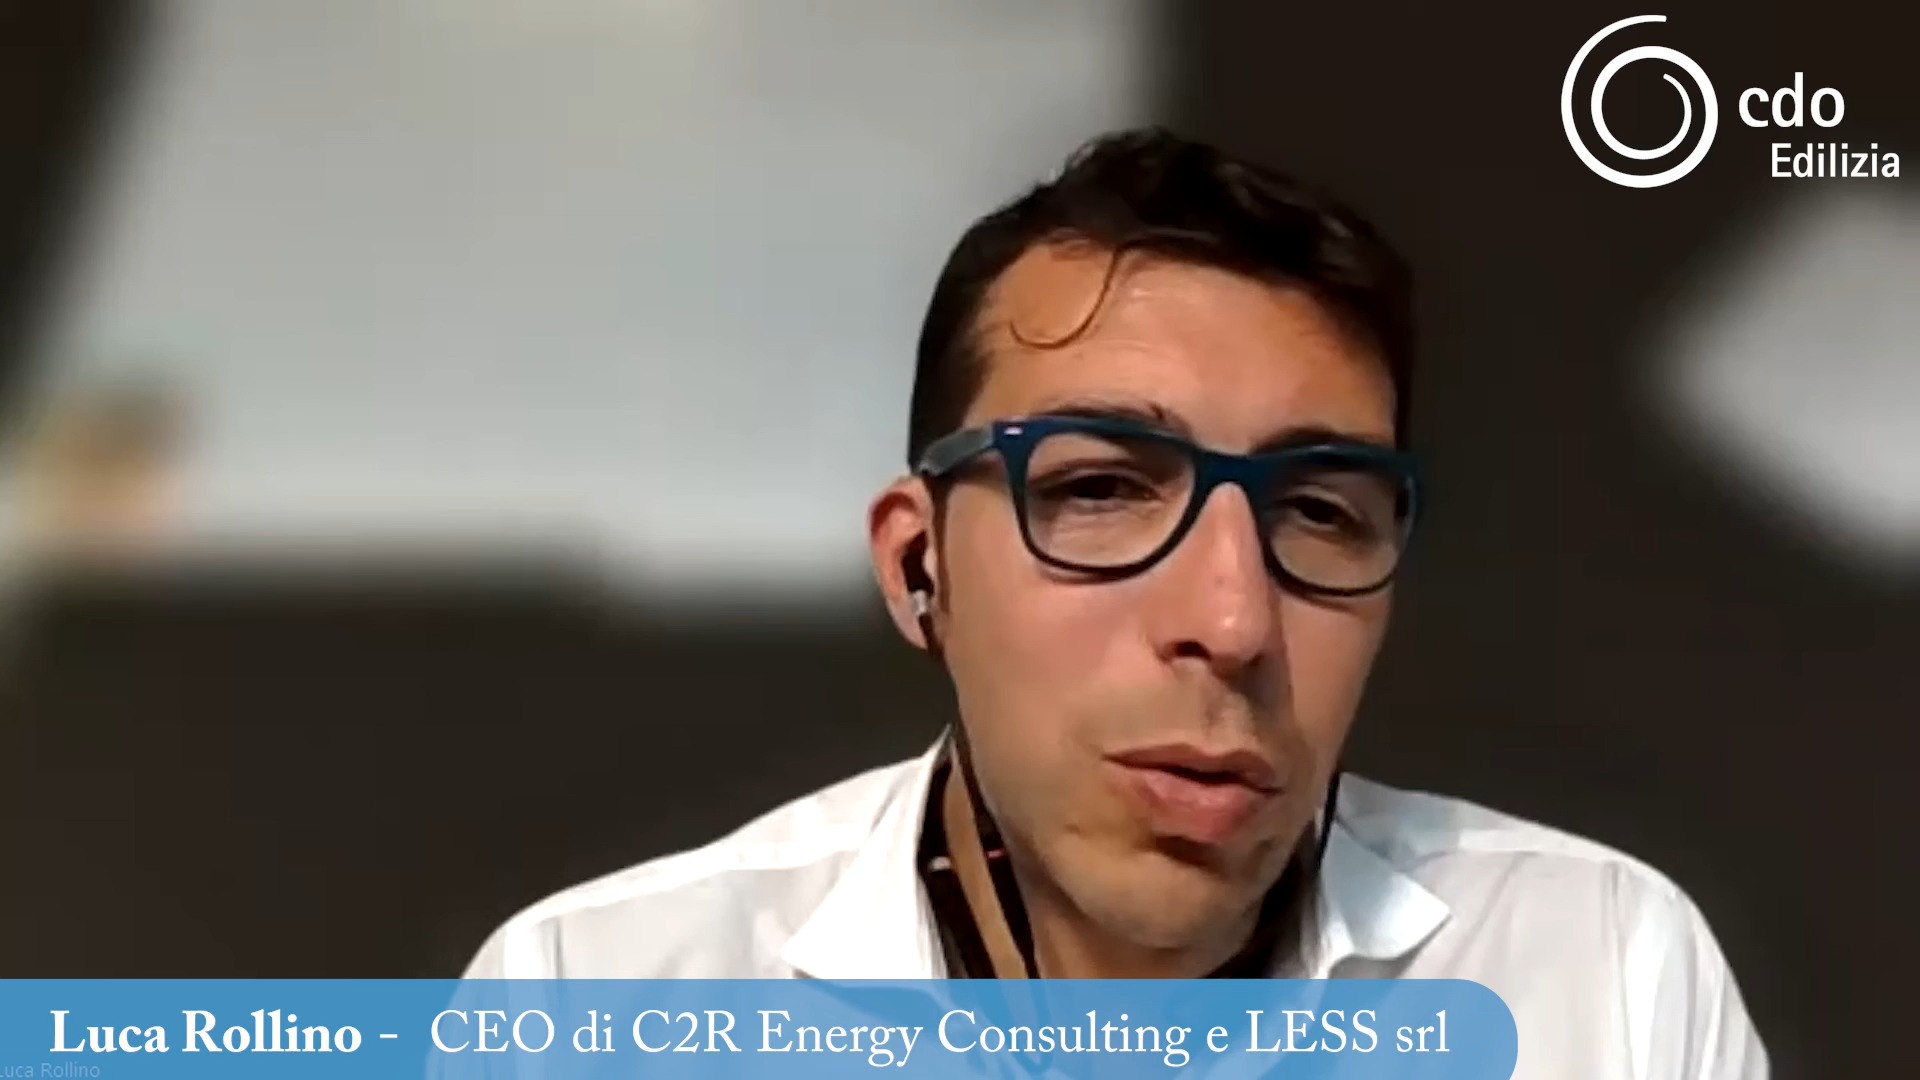 cdo
Edilizia
Luca Rollino - CEO di C2R Energy Consulting e LESS srl
Luca Rollino